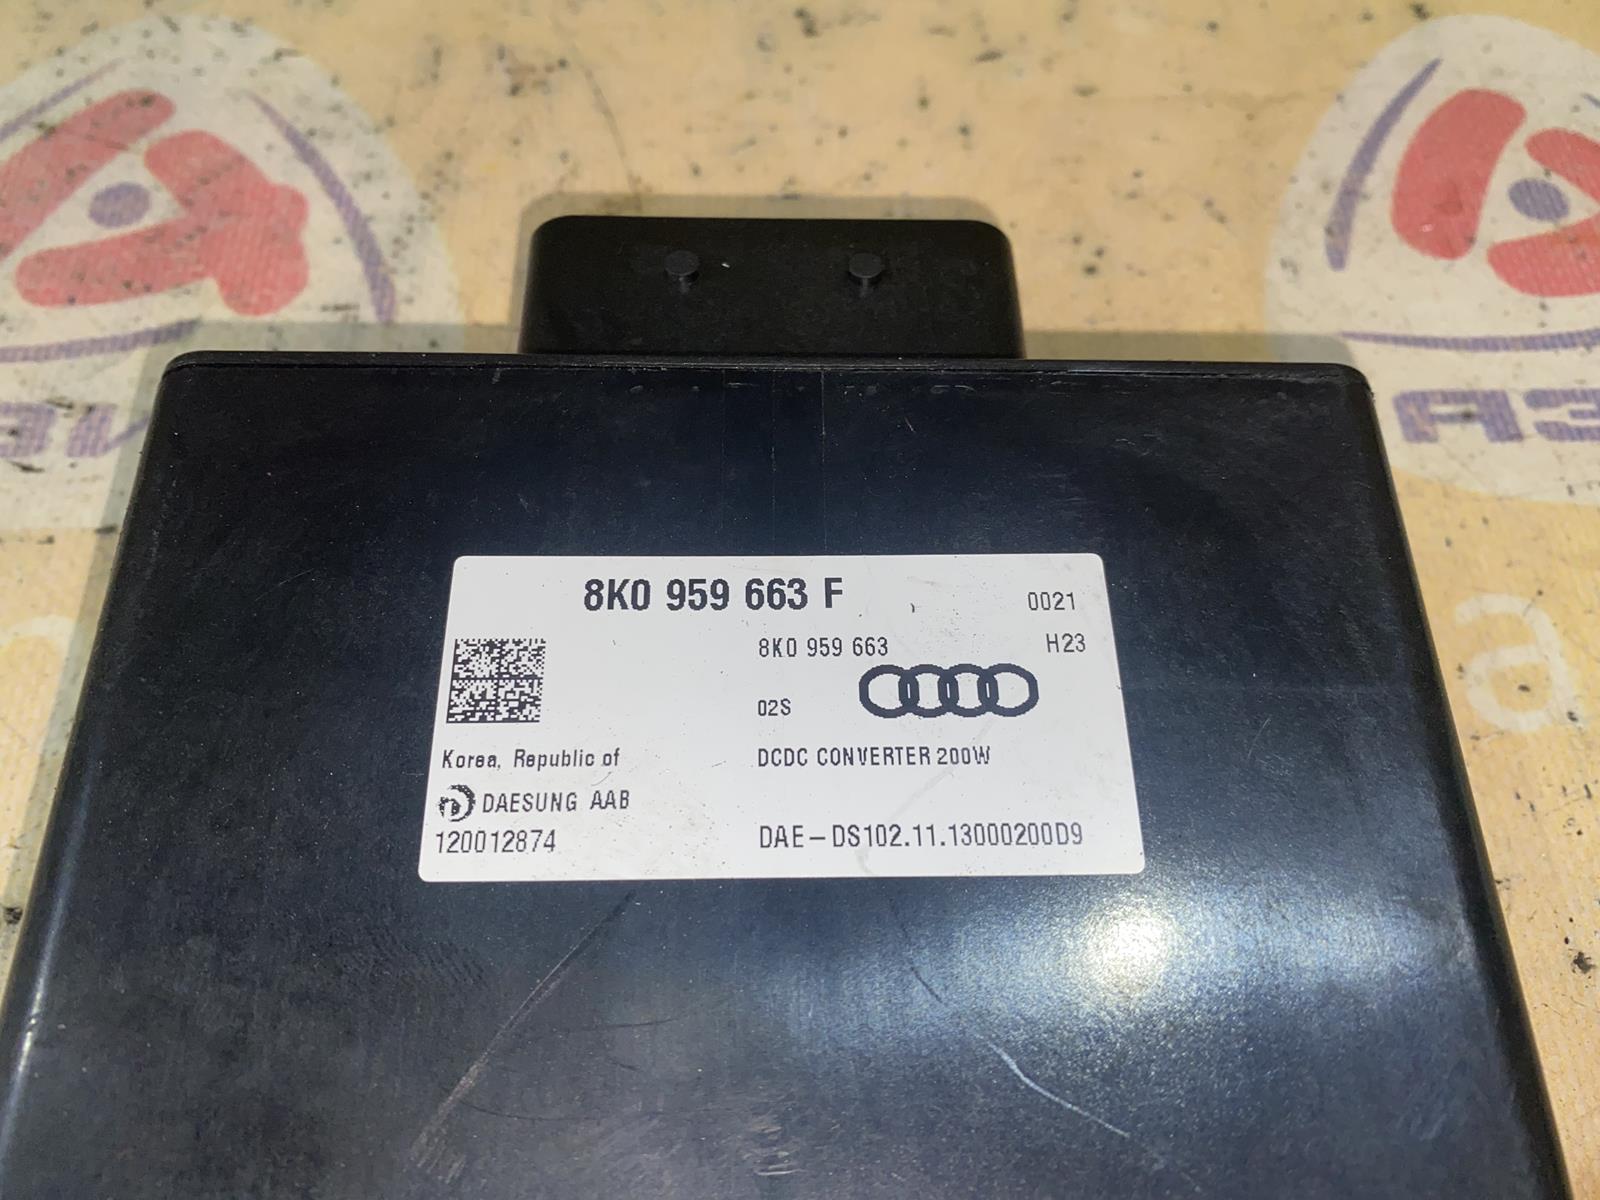 8K0 959 663 F
0021
8K0 959 663
H23
02S
Korea, Republic of
DCDC CONVERTER 200W
DAESUNG AAB
120012874
DAE-DS102.11.13000200D9